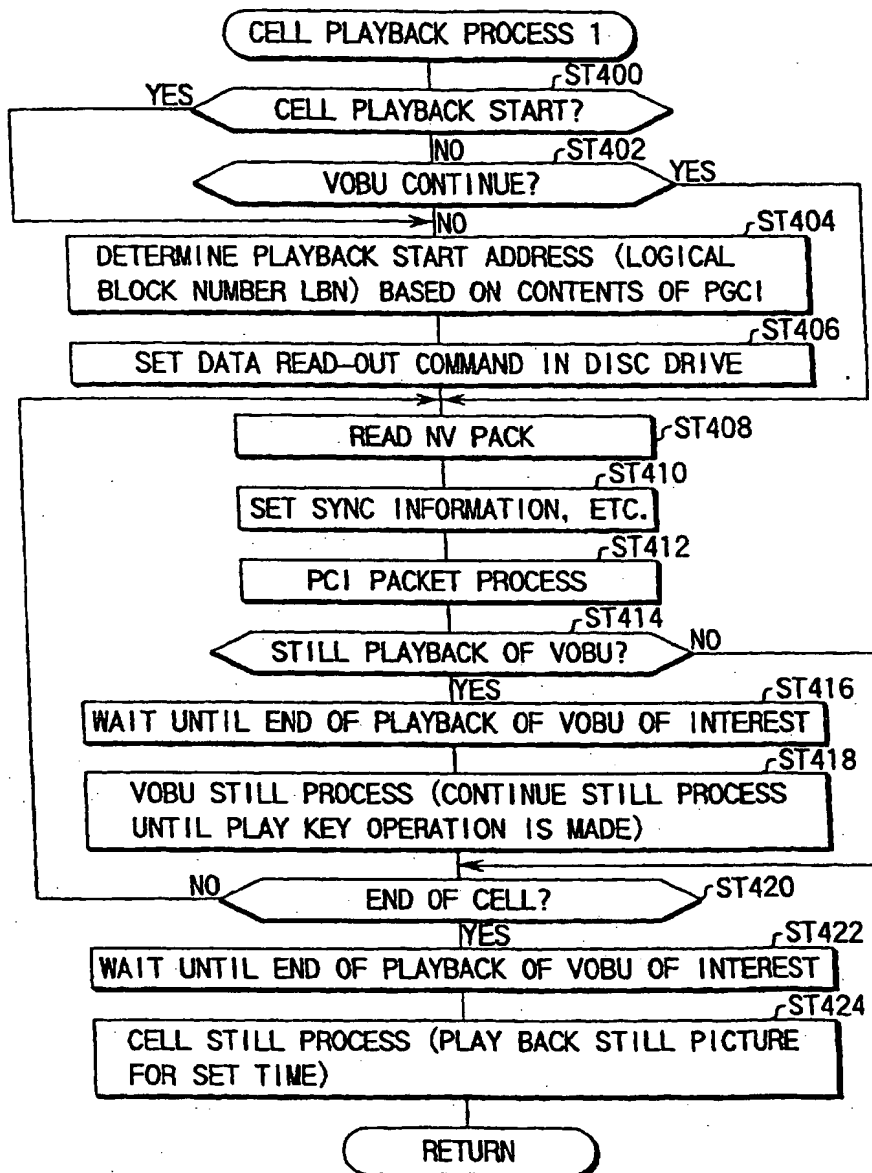 CELL PLAYBACK PROCESS 1
ST400
YES
CELL PLAYBACK START?
NO
ST402
VOBU CONTINUE?
YES
NO
ST404
DETERMINE PLAYBACK START ADDRESS (LOGICAL
BLOCK NUMBER LBN) BASED ON CONTENTS OF PGCI
ST406
SET DATA READ-OUT COMMAND IN DISC DRIVE
READ NV PACK
ST408
ST410
SET SYNC INFORMATION, ETC.
ST412
PCI PACKET PROCESS
ST414
STILL PLAYBACK OF VOBU?
NO
YES
ST416
WAIT UNTIL END OF PLAYBACK OF VOBU OF INTEREST
ST418
VOBU STILL PROCESS (CONTINUE STILL PROCESS
UNTIL PLAY KEY OPERATION IS MADE)
NO
END OF CELL?
ST420
YES
ST422
WAIT UNTIL END OF PLAYBACK OF VOBU OF INTEREST
ST424
CELL STILL PROCESS (PLAY BACK STILL PICTURE
FOR SET TIME)
RETURN